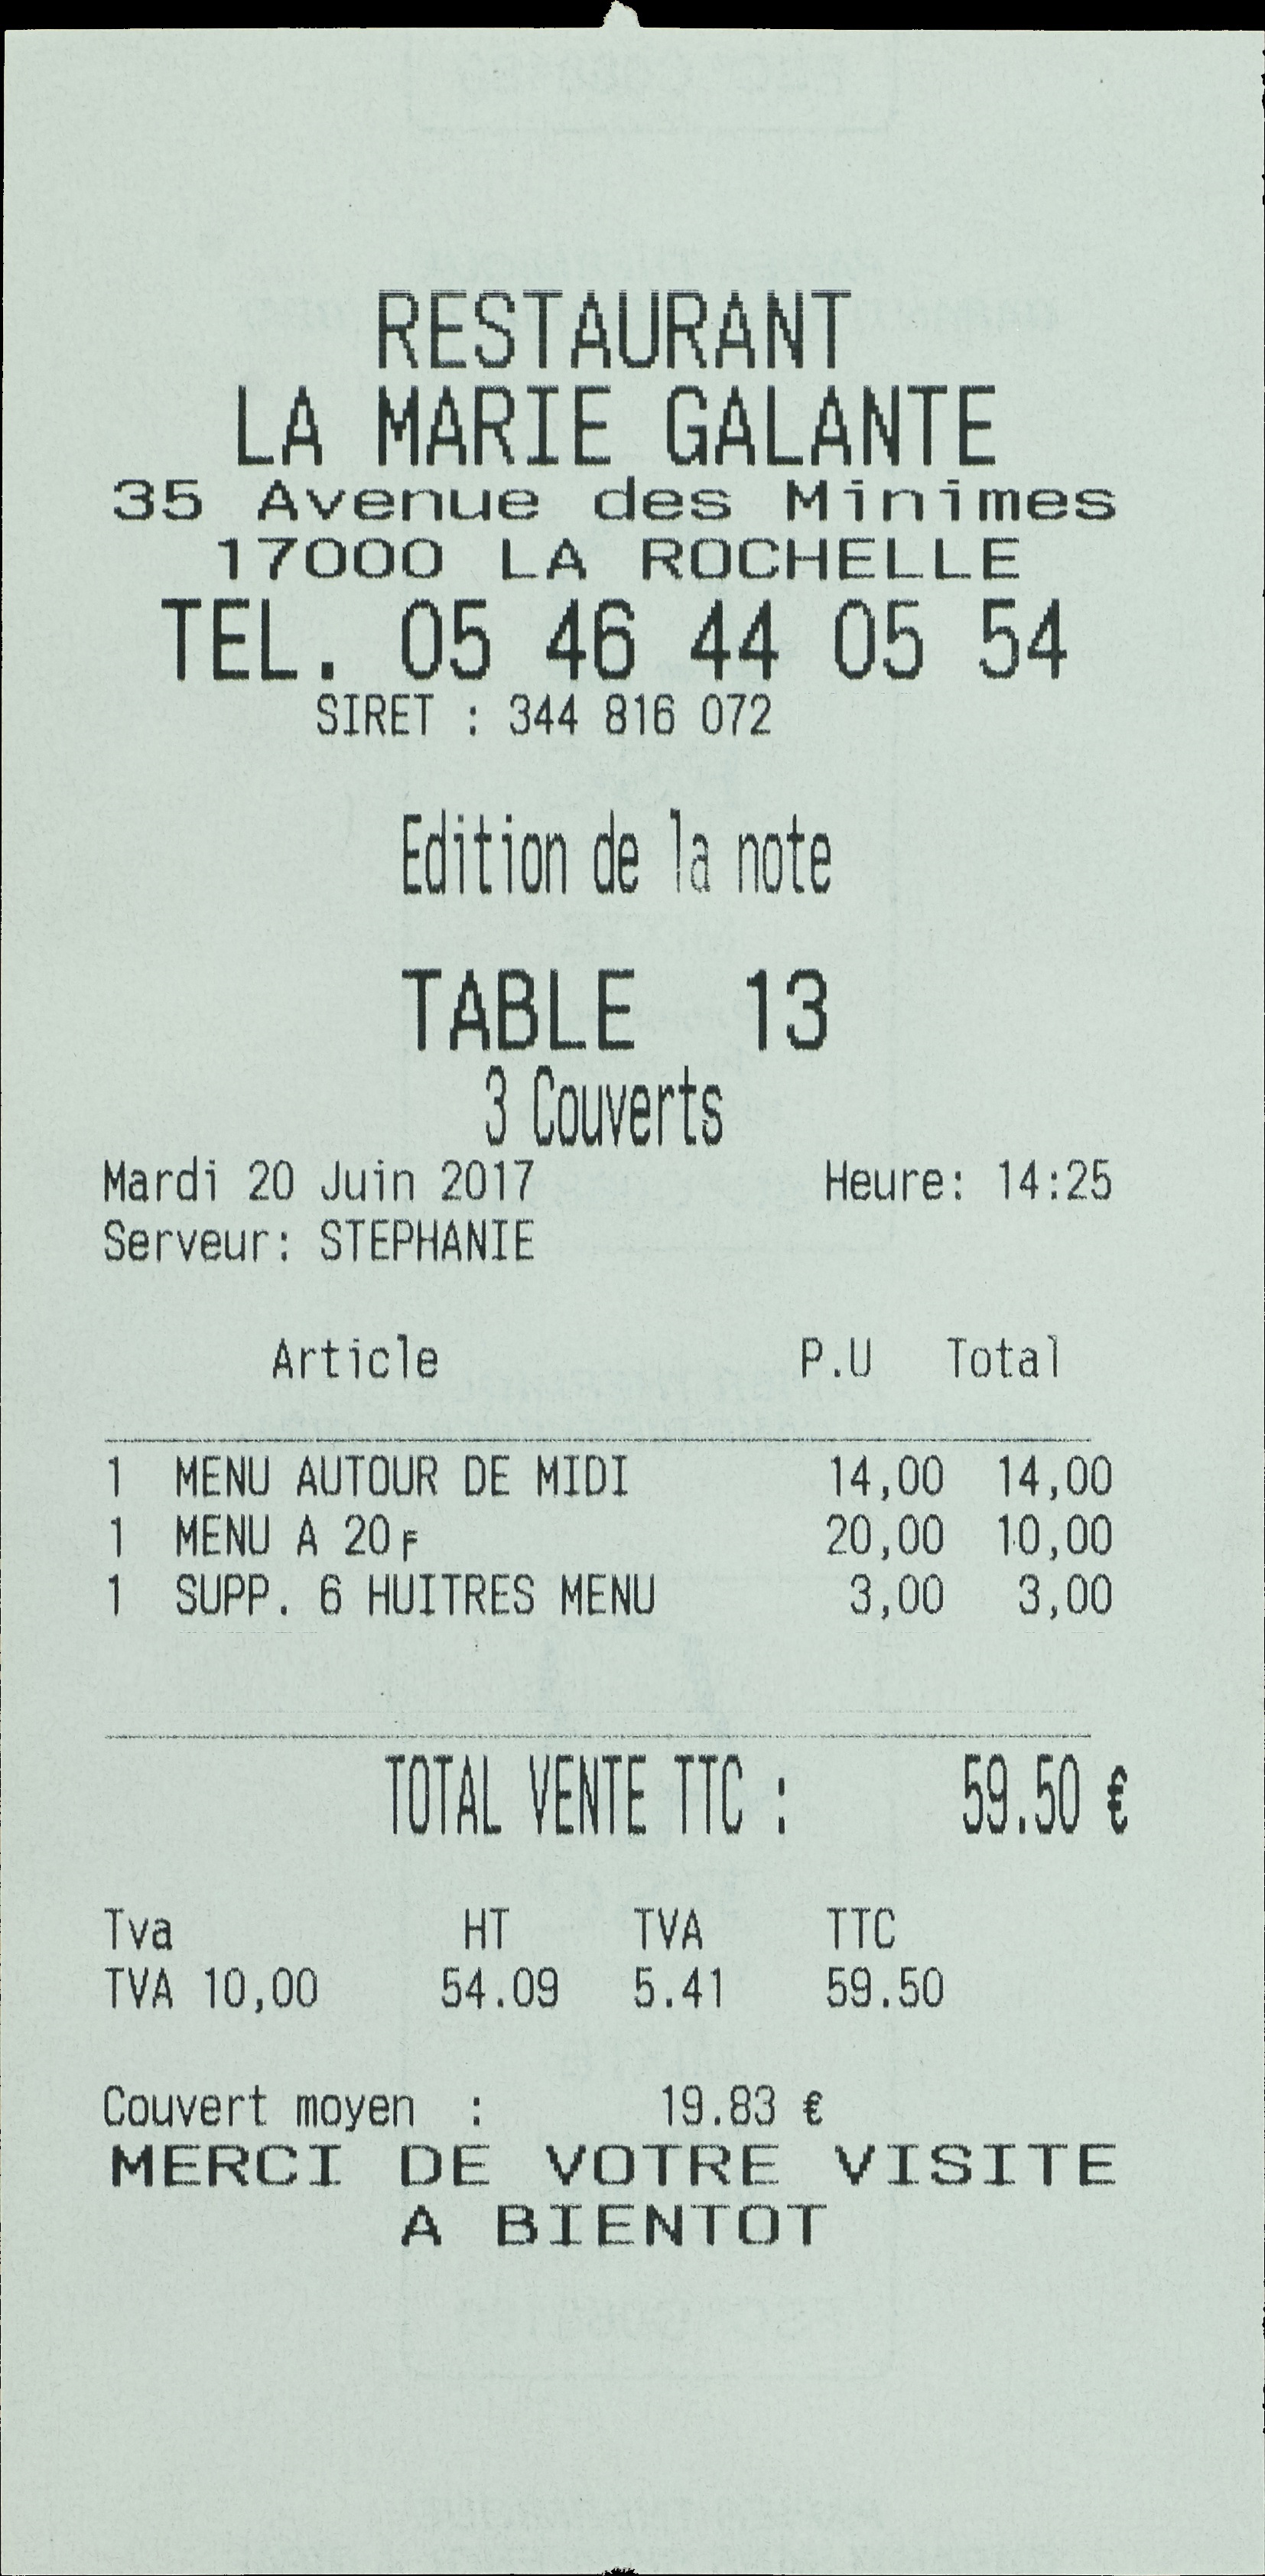 RESTAURANT
LA MARIE GALANTE
35 Avenue des Minimes
17000 LA ROCHELLE
TEL. 05 46 44 05 54
SIRET : 344 816 072
Edition de la note
TABLE 13
3 Couverts
Mardi 20 Juin 2017 Heure: 14:25
Serveur: STEPHANIE
Article P.U Total
1 MENU AUTOUR DE MIDI 14,00 14,00
1 MENU A 20F 20,00 10,00
1 SUPP. 6 HUITRES MENU 3,00 3,00
TOTAL VENTE TTC : 59.50 €
Tva HT TVA TTC
TVA 10,00 54.09 5.41 59.50
Couvert moyen : 19.83 €
MERCI DE VOTRE VISITE
A BIENTOT